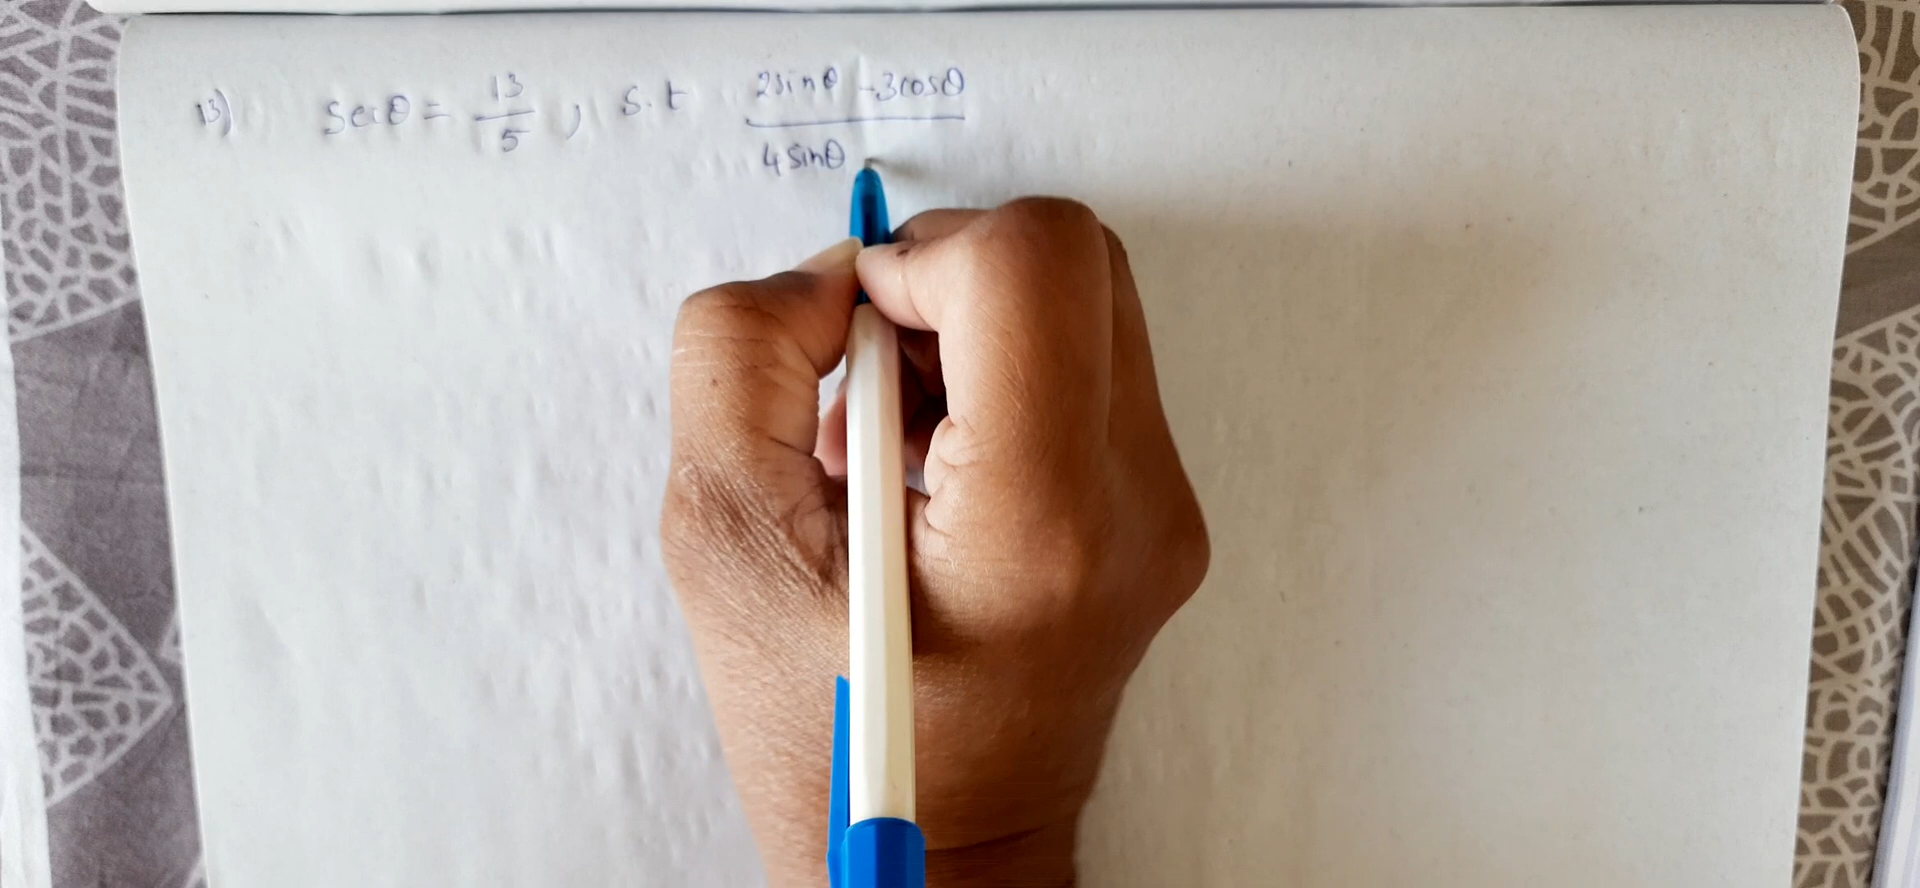 13) secθ = 13/5 , S.t (2sinθ - 3cosθ)/(4sinθ